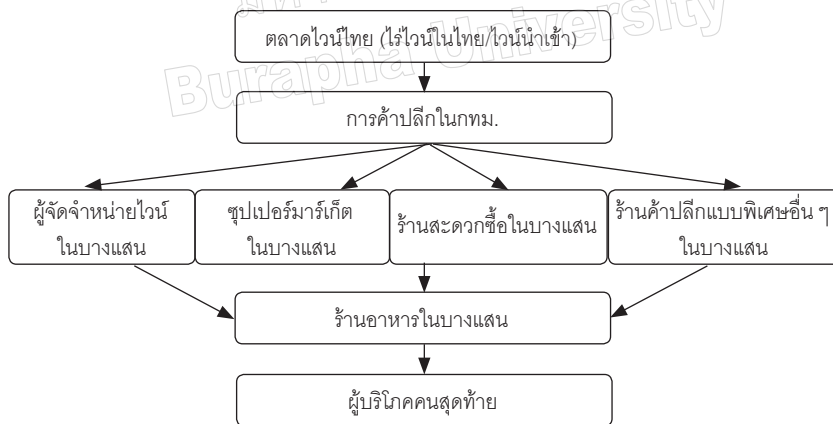 Burapha University
ตลาดไวน์ไทย (ไร่ไวน์ในไทย/ไวน์นำเข้า)
การค้าปลีกในกทม.
ผู้จัดจำหน่ายไวน์
ในบางแสน
ซุปเปอร์มาร์เก็ต
ในบางแสน
ร้านสะดวกซื้อในบางแสน
ร้านค้าปลีกแบบพิเศษอื่น ๆ
ในบางแสน
ร้านอาหารในบางแสน
ผู้บริโภคคนสุดท้าย